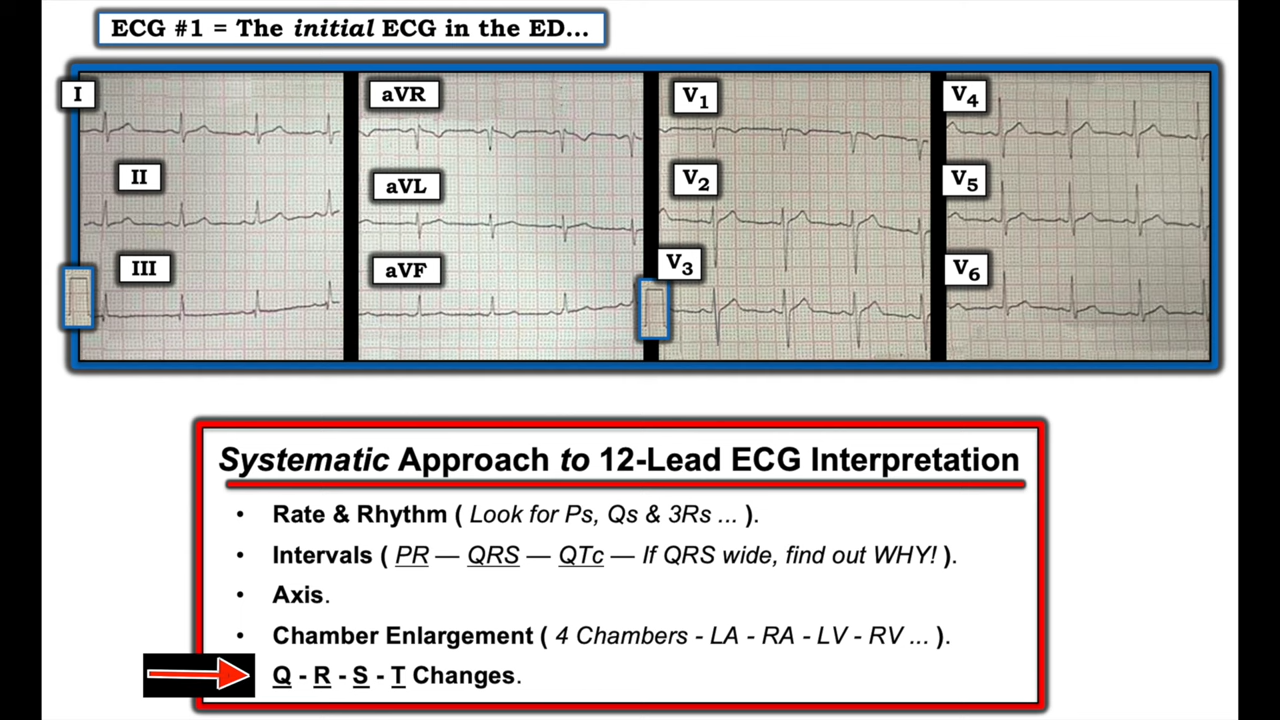 ECG #1 = The initial ECG in the ED...
I
aVR
V1
V4
II
aVL
V2
V5
III
aVF
V3
V6
Systematic Approach to 12-Lead ECG Interpretation
• Rate & Rhythm ( Look for Ps, Qs & 3Rs ... ).
• Intervals ( PR — QRS — QTc — If QRS wide, find out WHY! ).
• Axis.
• Chamber Enlargement ( 4 Chambers - LA - RA - LV - RV ... ).
• Q - R - S - T Changes.